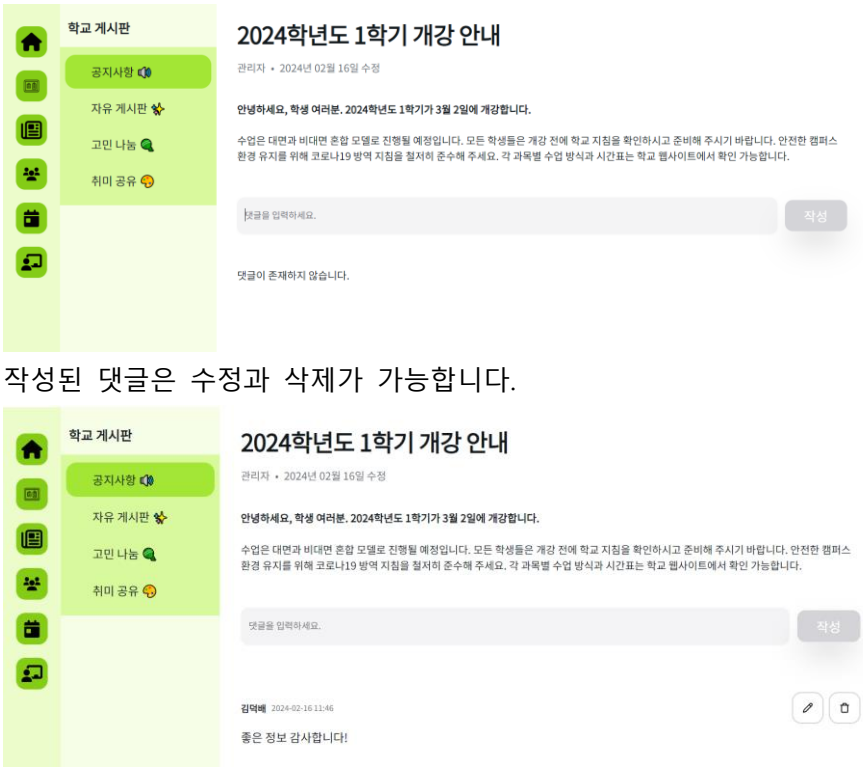 학교 게시판
공지사항
자유 게시판
고민 나눔
취미 공유
2024학년도 1학기 개강 안내
관리자 • 2024년 02월 16일 수정
안녕하세요, 학생 여러분. 2024학년도 1학기가 3월 2일에 개강합니다.
수업은 대면과 비대면 혼합 모델로 진행될 예정입니다. 모든 학생들은 개강 전에 학교 지침을 확인하시고 준비해 주시기 바랍니다. 안전한 캠퍼스
환경 유지를 위해 코로나19 방역 지침을 철저히 준수해 주세요. 각 과목별 수업 방식과 시간표는 학교 웹사이트에서 확인 가능합니다.
댓글을 입력하세요.
작성
댓글이 존재하지 않습니다.
작성된 댓글은 수정과 삭제가 가능합니다.
학교 게시판
공지사항
자유 게시판
고민 나눔
취미 공유
2024학년도 1학기 개강 안내
관리자 • 2024년 02월 16일 수정
안녕하세요, 학생 여러분. 2024학년도 1학기가 3월 2일에 개강합니다.
수업은 대면과 비대면 혼합 모델로 진행될 예정입니다. 모든 학생들은 개강 전에 학교 지침을 확인하시고 준비해 주시기 바랍니다. 안전한 캠퍼스
환경 유지를 위해 코로나19 방역 지침을 철저히 준수해 주세요. 각 과목별 수업 방식과 시간표는 학교 웹사이트에서 확인 가능합니다.
댓글을 입력하세요.
작성
김덕배 2024-02-16 11:46
좋은 정보 감사합니다!